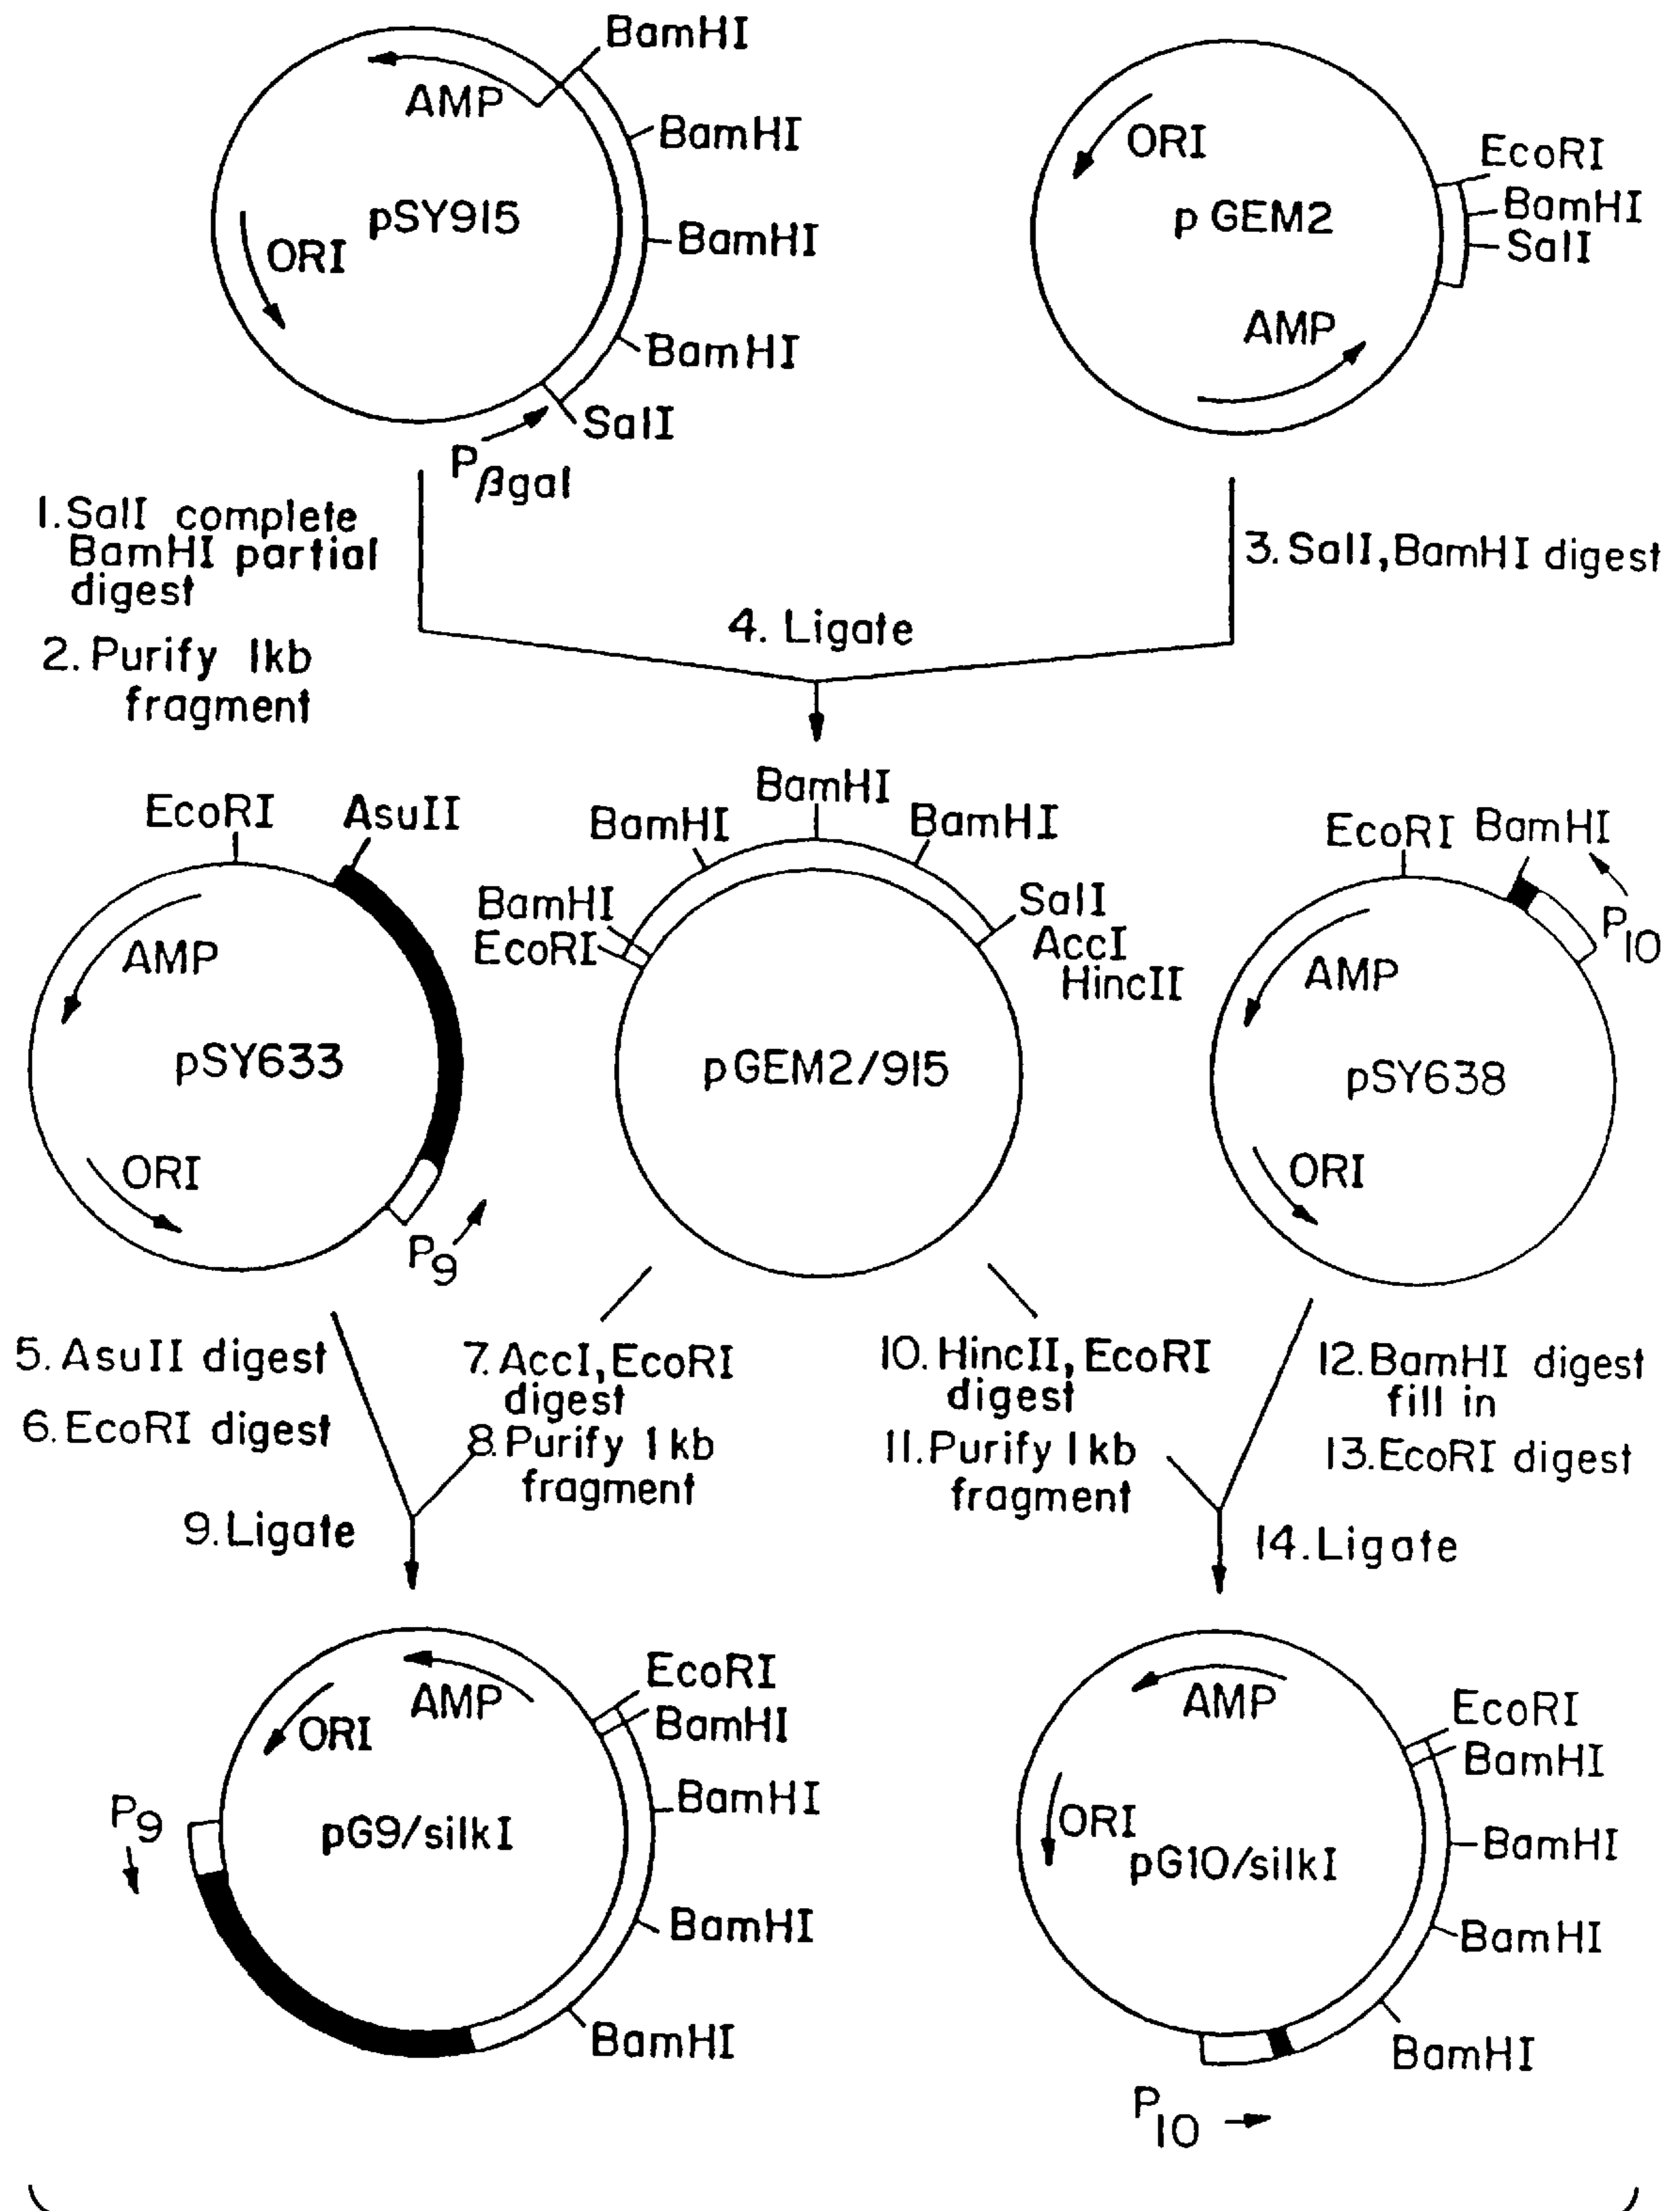 BamHI
AMP
BamHI
pSY915
BamHI
ORI
BamHI
SalI
Pβgal
ORI
EcoRI
pGEM2
BamHI
SalI
AMP
1. SalI complete
BamHI partial
digest
2. Purify 1kb
fragment
3. SalI, BamHI digest
4. Ligate
EcoRI
AsuII
AMP
pSY633
ORI
P9
BamHI
BamHI
BamHI
BamHI
EcoRI
SalI
AccI
HincII
pGEM2/915
EcoRI
BamHI
P10
AMP
pSY638
ORI
5. AsuII digest
6. EcoRI digest
7. AccI, EcoRI
digest
8. Purify 1kb
fragment
9. Ligate
10. HincII, EcoRI
digest
11. Purify 1kb
fragment
12. BamHI digest
fill in
13. EcoRI digest
14. Ligate
EcoRI
AMP
BamHI
ORI
BamHI
P9
pG9/silkI
BamHI
BamHI
AMP
EcoRI
BamHI
ORI
BamHI
pG10/silkI
BamHI
BamHI
P10